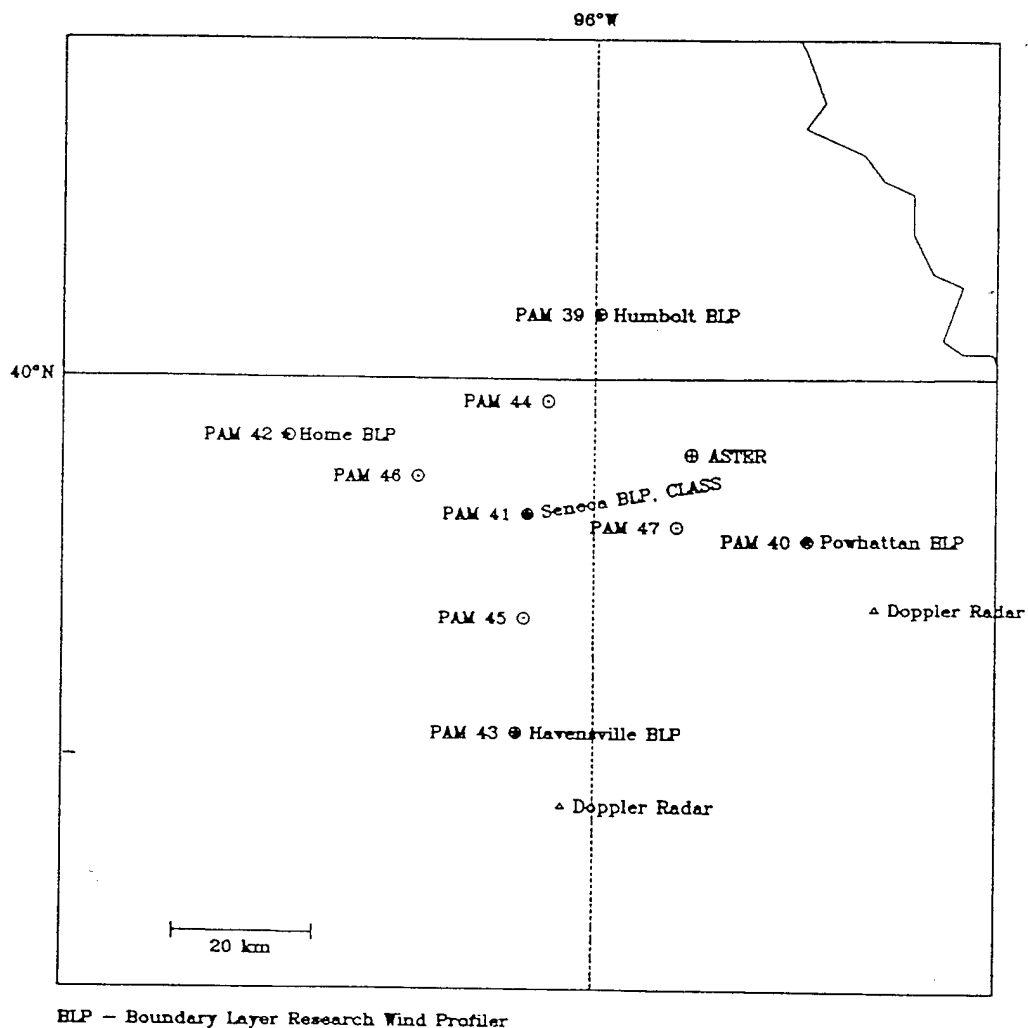 96°W
PAM 39 Humbolt BLP
40°N
PAM 44
PAM 42 Home BLP
ASTER
PAM 46
Seneca BLP, CLASS
PAM 41
PAM 47
PAM 40 Powhattan BLP
Doppler Radar
PAM 45
PAM 43 Havensville BLP
Doppler Radar
20 km
BLP — Boundary Layer Research Wind Profiler